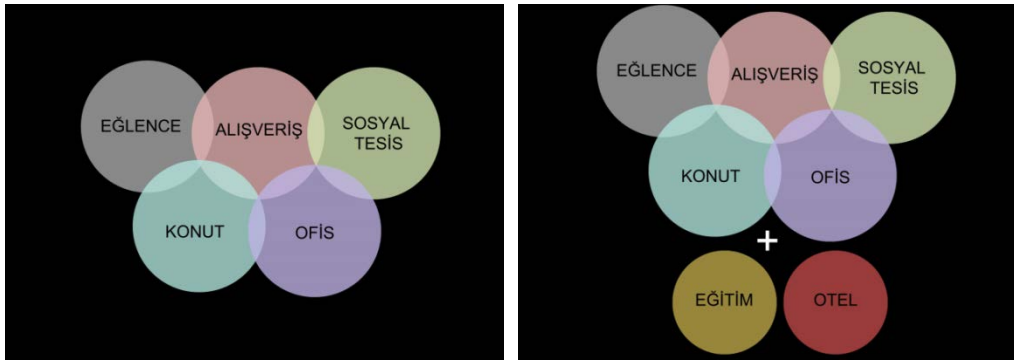 EĞLENCE
ALIŞVERİŞ
SOSYAL
TESİS
KONUT
OFİS
EĞLENCE
ALIŞVERİŞ
SOSYAL
TESİS
KONUT
OFİS
+
EĞİTİM
OTEL